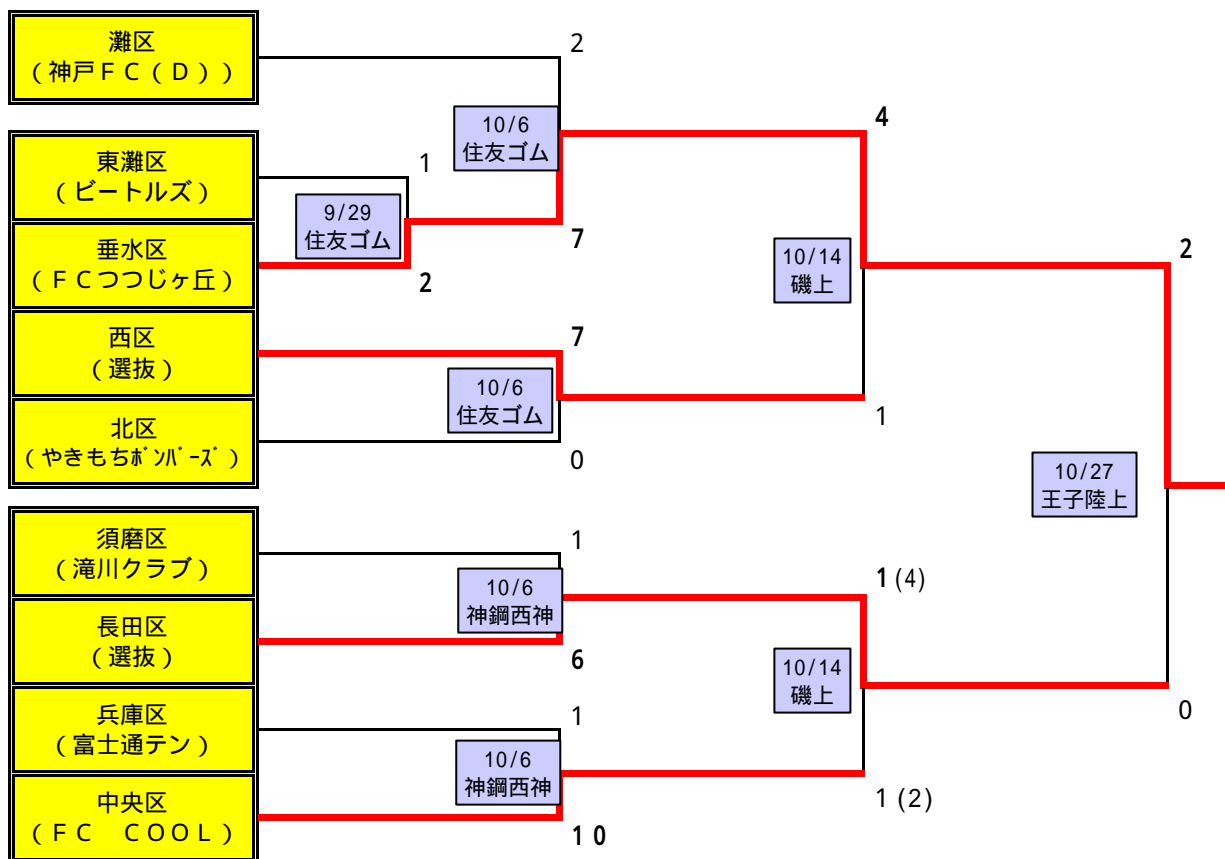 灘区
(神戸FC(D))
2
10/6
住友ゴム
4
東灘区
(ビートルズ)
1
9/29
住友ゴム
垂水区
(FCつつじヶ丘)
2
7
10/14
磯上
2
西区
(選抜)
7
10/6
住友ゴム
1
北区
(やきもちボンバーズ)
0
10/27
王子陸上
須磨区
(滝川クラブ)
1
10/6
神鋼西神
1 (4)
長田区
(選抜)
6
10/14
磯上
0
兵庫区
(富士通テン)
1
10/6
神鋼西神
1 (2)
中央区
(FC COOL)
10